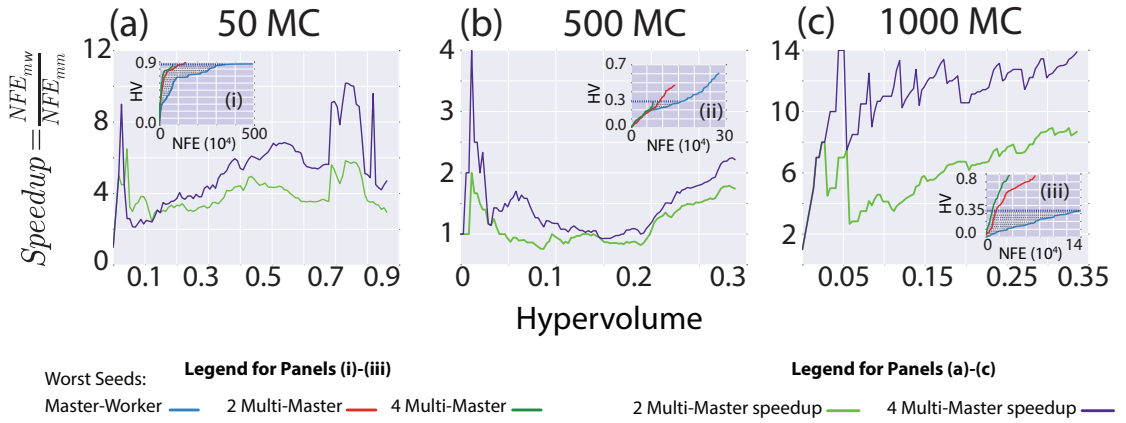 (a) 50 MC
(b) 500 MC
(c) 1000 MC
Speedup = NFE_mw / NFE_mm
12
8
4
0
0.1 0.3 0.5 0.7 0.9
0.9
HV
0.0
(i)
0 500
NFE (10⁴)
4
3
2
1
0 0.1 0.2 0.3
0.7
0.3
0.0
HV
(ii)
0 30
NFE (10⁴)
14
10
6
2
0.05 0.15 0.25 0.35
0.8
0.35
0.0
HV
(iii)
0 14
NFE (10⁴)
Hypervolume
Legend for Panels (i)-(iii)
Worst Seeds:
Master-Worker 2 Multi-Master 4 Multi-Master
Legend for Panels (a)-(c)
2 Multi-Master speedup 4 Multi-Master speedup